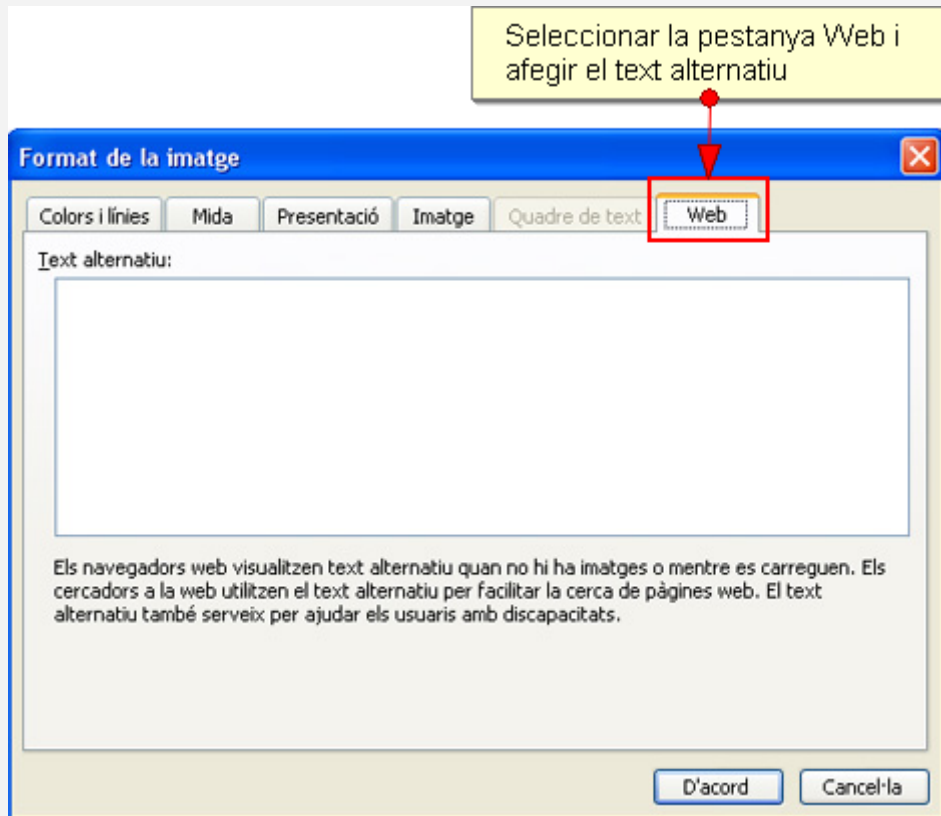 Seleccionar la pestanya Web i
afegir el text alternatiu
Format de la imatge
Colors i línies Mida Presentació Imatge Quadre de text Web
Text alternatiu:
Els navegadors web visualitzen text alternatiu quan no hi ha imatges o mentre es carreguen. Els
cercadors a la web utilitzen el text alternatiu per facilitar la cerca de pàgines web. El text
alternatiu també serveix per ajudar els usuaris amb discapacitats.
D'acord Cancel·la